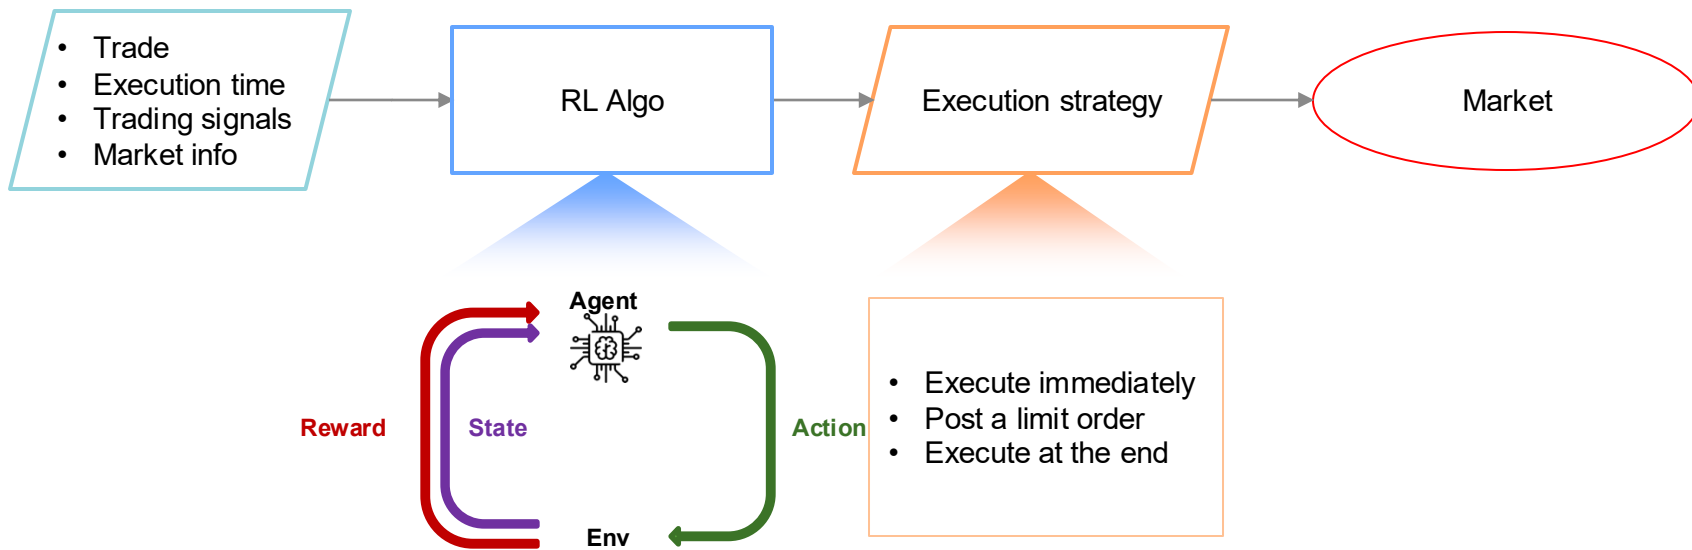 • Trade
• Execution time
• Trading signals
• Market info
RL Algo
Execution strategy
Market
Agent
Reward
State
Action
Env
• Execute immediately
• Post a limit order
• Execute at the end